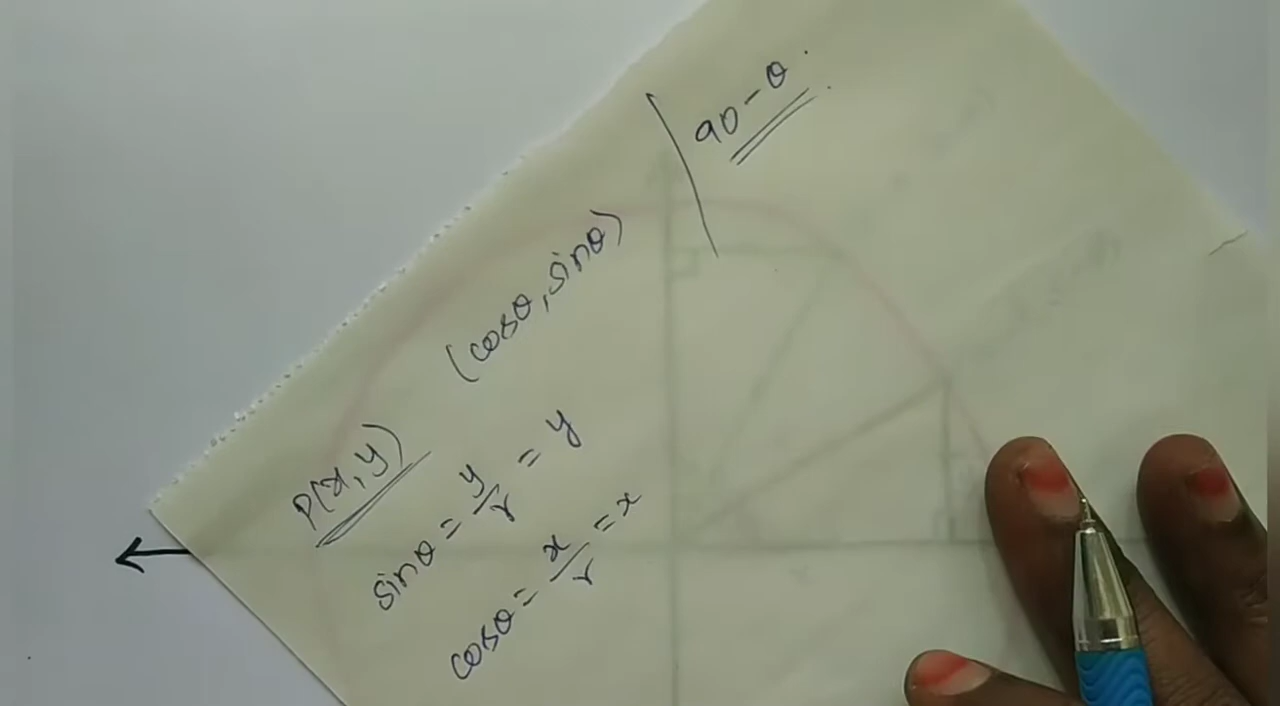 P(x,y)
(cosθ, sinθ)
sinθ = y/r = y
cosθ = x/r = x
90-θ.